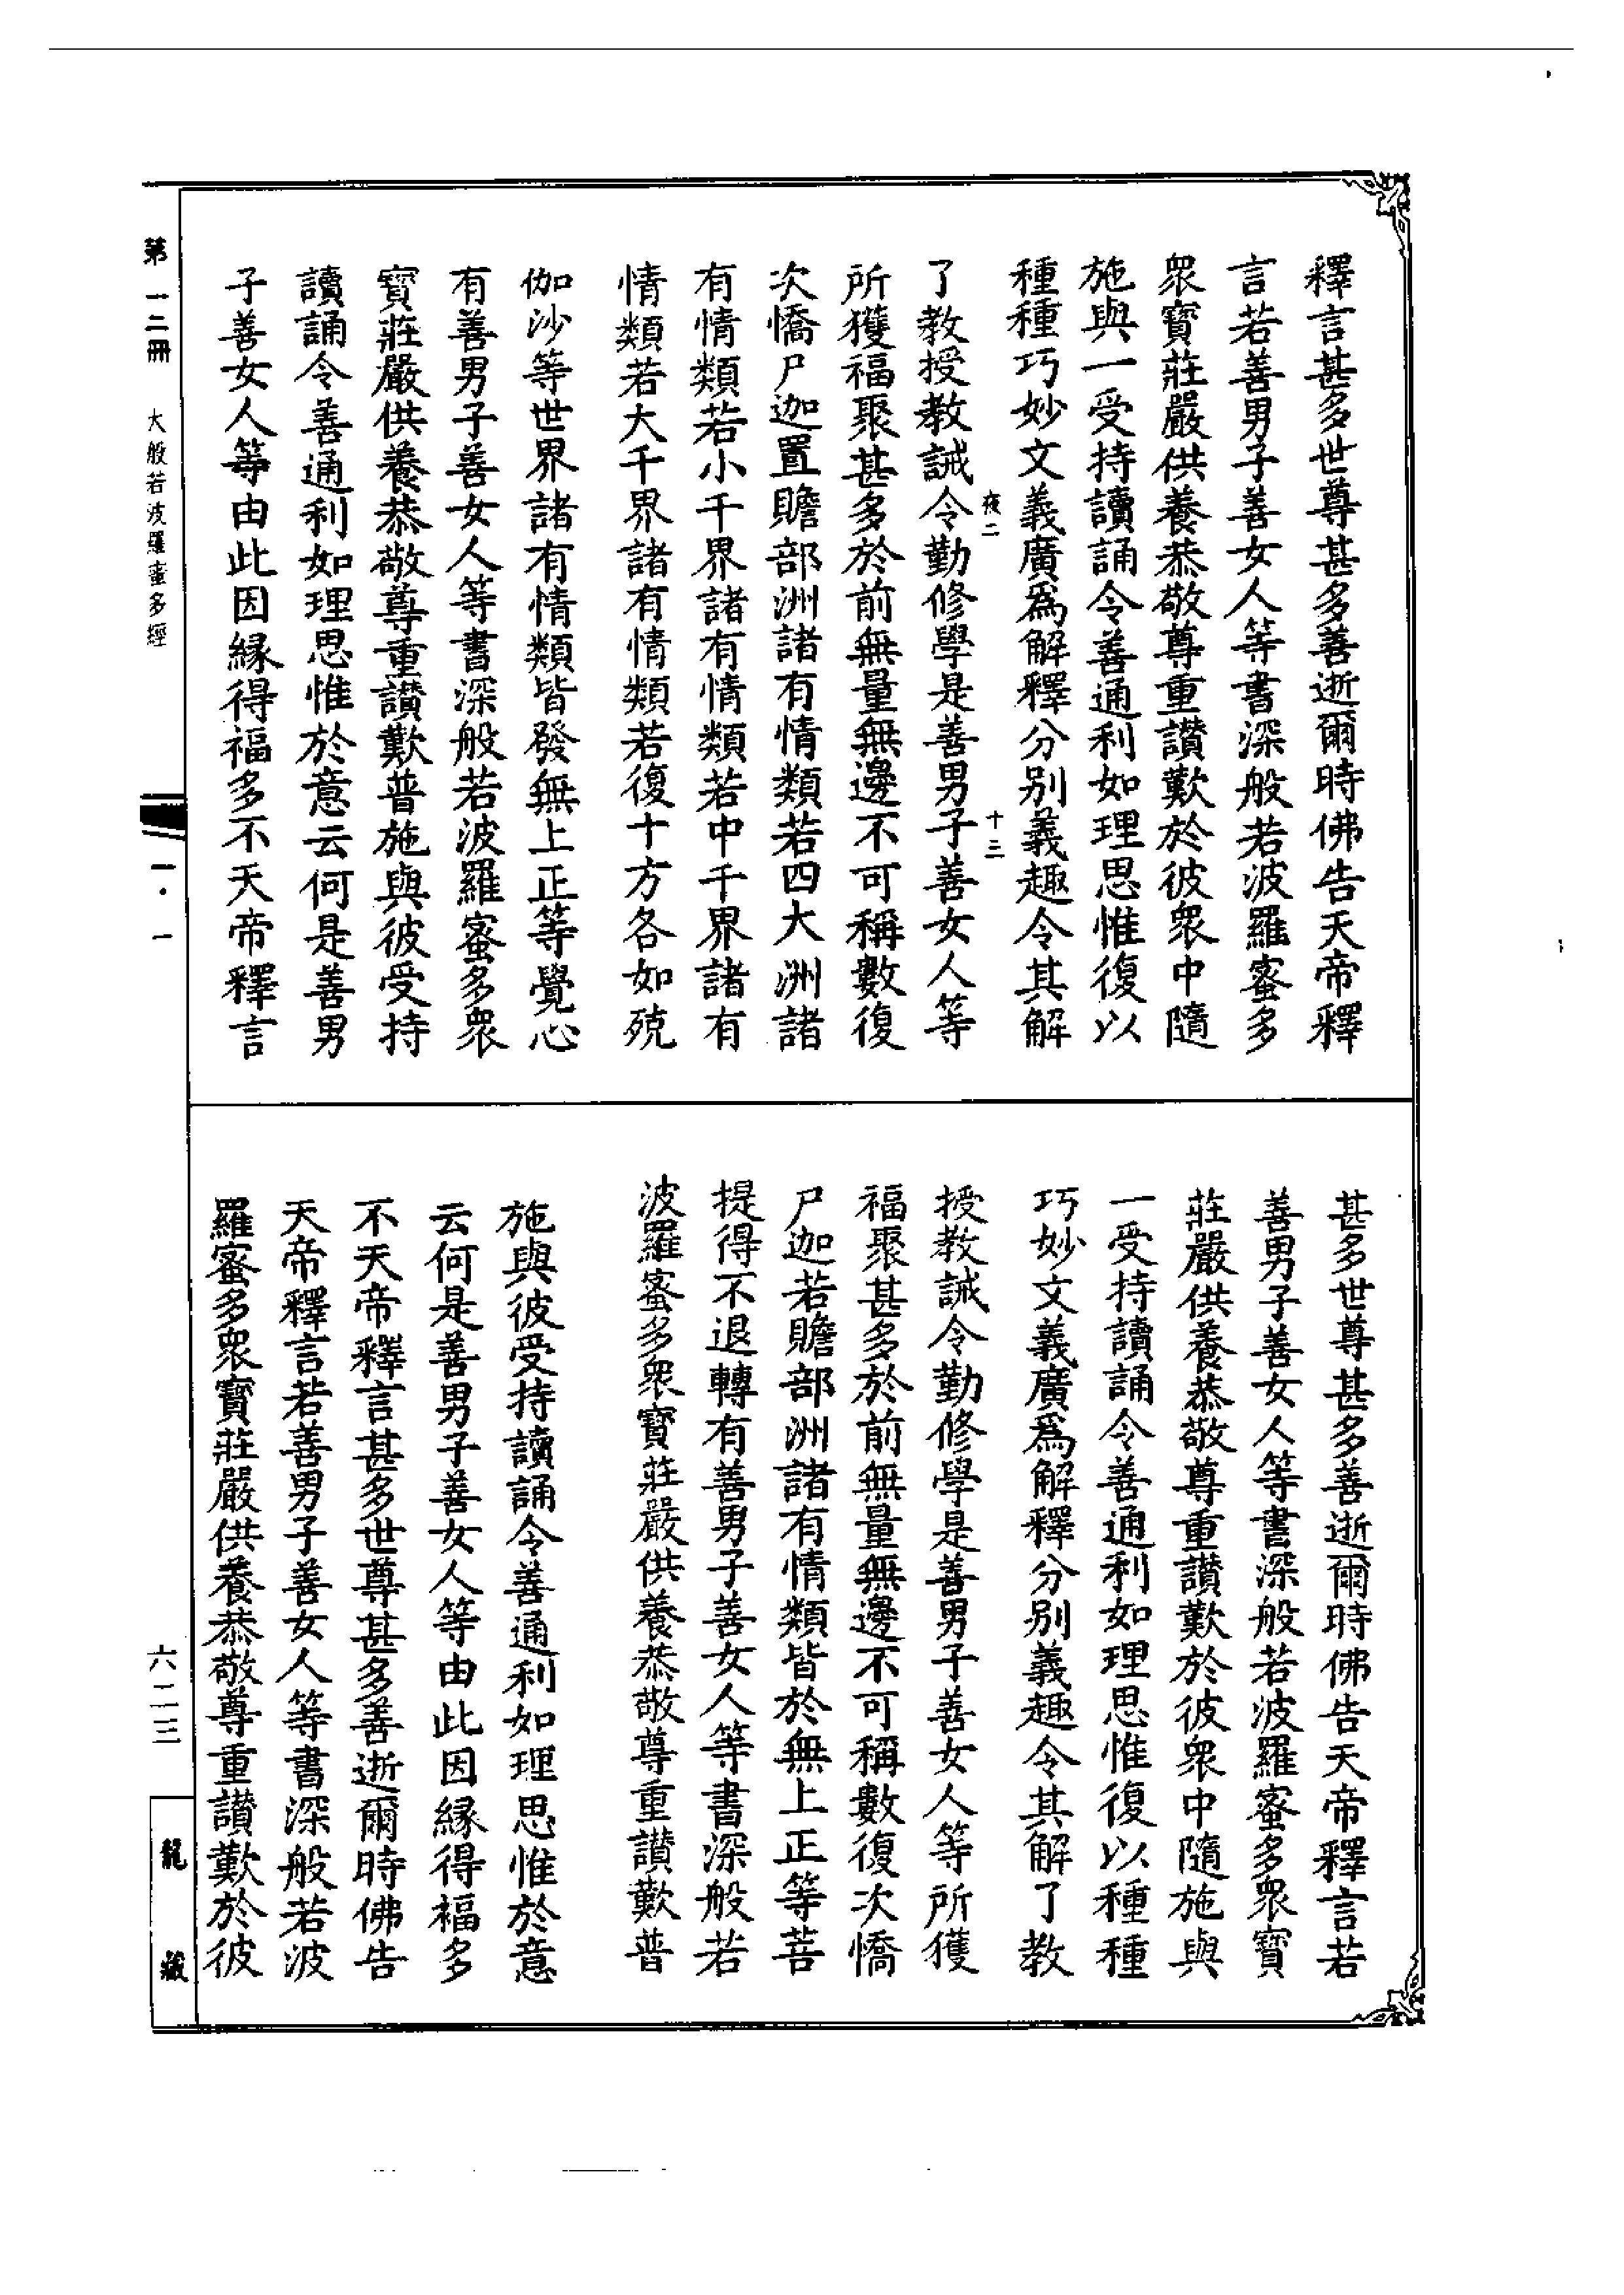 釋言甚多世尊甚多善逝爾時佛告天帝釋
言若善男子善女人等書深般若波羅蜜多
眾寶莊嚴供養恭敬尊重讚歎於彼眾中隨
施與一受持讀誦令善通利如理思惟復以
種種巧妙文義廣爲解釋分別義趣令其解
夜二 十三
了教授教誡令勤修學是善男子善女人等
所獲福聚甚多於前無量無邊不可稱數復
次憍尸迦置贍部洲諸有情類若四大洲諸
有情類若小千界諸有情類若中千界諸有
情類若大千界諸有情類若復十方各如殑
伽沙等世界諸有情類皆發無上正等覺心
有善男子善女人等書深般若波羅蜜多眾
寶莊嚴供養恭敬尊重讚歎普施與彼受持
讀誦令善通利如理思惟於意云何是善男
子善女人等由此因緣得福多不天帝釋言
甚多世尊甚多善逝爾時佛告天帝釋言若
善男子善女人等書深般若波羅蜜多眾寶
莊嚴供養恭敬尊重讚歎於彼眾中隨施與
一受持讀誦令善通利如理思惟復以種種
巧妙文義廣爲解釋分別義趣令其解了教
授教誡令勤修學是善男子善女人等所獲
福聚甚多於前無量無邊不可稱數復次憍
尸迦若贍部洲諸有情類皆於無上正等菩
提得不退轉有善男子善女人等書深般若
波羅蜜多眾寶莊嚴供養恭敬尊重讚歎普
施與彼受持讀誦令善通利如理思惟於意
云何是善男子善女人等由此因緣得福多
不天帝釋言甚多世尊甚多善逝爾時佛告
天帝釋言若善男子善女人等書深般若波
羅蜜多眾寶莊嚴供養恭敬尊重讚歎於彼
第一三冊 大般若波羅蜜多經 一·一 六二三 龍藏